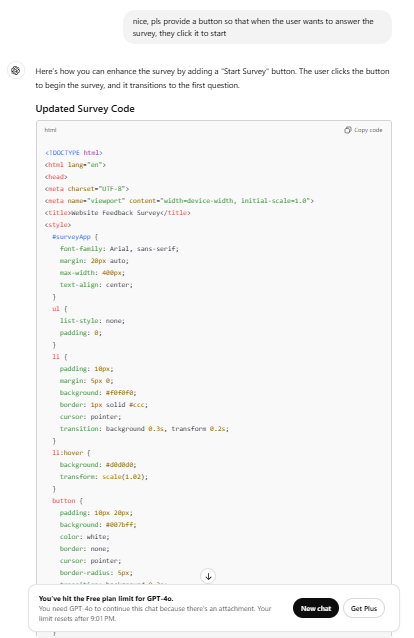 nice, pls provide a button so that when the user wants to answer the
survey, they click it to start
Here's how you can enhance the survey by adding a "Start Survey" button. The user clicks the button
to begin the survey, and it transitions to the first question.
Updated Survey Code
html
Copy code
<!DOCTYPE html>
<html lang="en">
<head>
<meta charset="UTF-8">
<meta name="viewport" content="width=device-width, initial-scale=1.0">
<title>Website Feedback Survey</title>
<style>
#surveyApp {
font-family: Arial, sans-serif;
margin: 20px auto;
max-width: 400px;
text-align: center;
}
ul {
list-style: none;
padding: 0;
}
li {
padding: 10px;
margin: 5px 0;
background: #f0f0f0;
border: 1px solid #ccc;
cursor: pointer;
transition: background 0.3s, transform 0.2s;
}
li:hover {
background: #d0d0d0;
transform: scale(1.02);
}
button {
padding: 10px 20px;
background: #007bff;
color: white;
border: none;
cursor: pointer;
border-radius: 5px;
You've hit the Free plan limit for GPT-4o.
You need GPT-4o to continue this chat because there's an attachment. Your
limit resets after 9:01 PM.
New chat
Get Plus
}